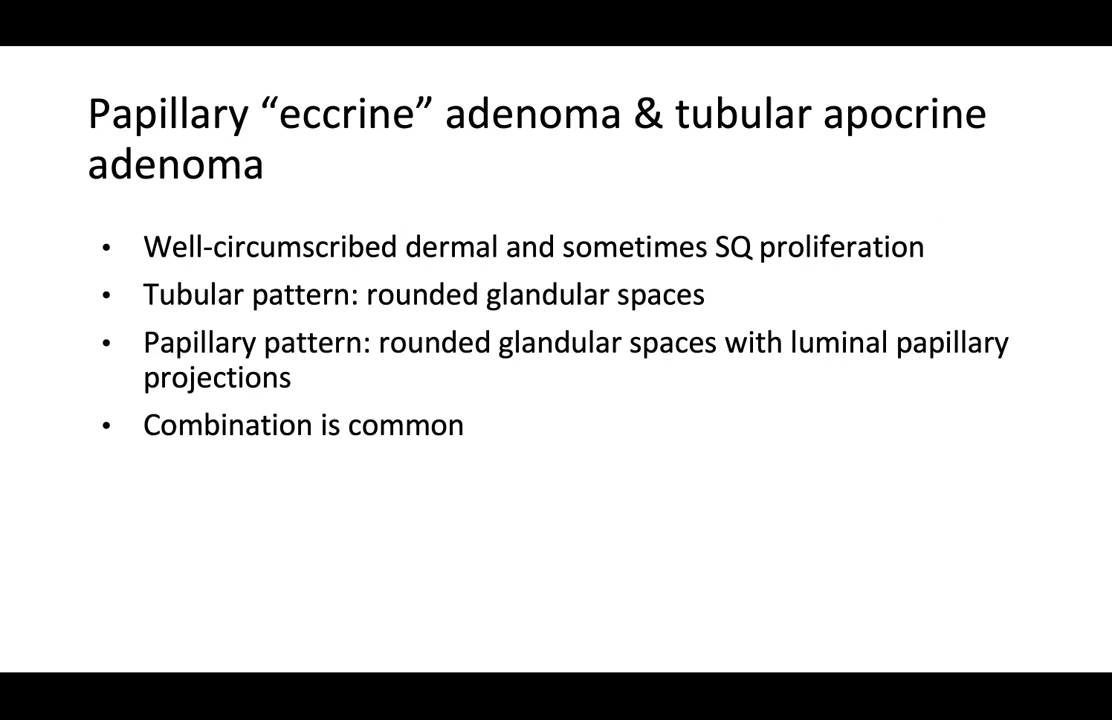 Papillary “eccrine” adenoma & tubular apocrine
adenoma
• Well-circumscribed dermal and sometimes SQ proliferation
• Tubular pattern: rounded glandular spaces
• Papillary pattern: rounded glandular spaces with luminal papillary
projections
• Combination is common